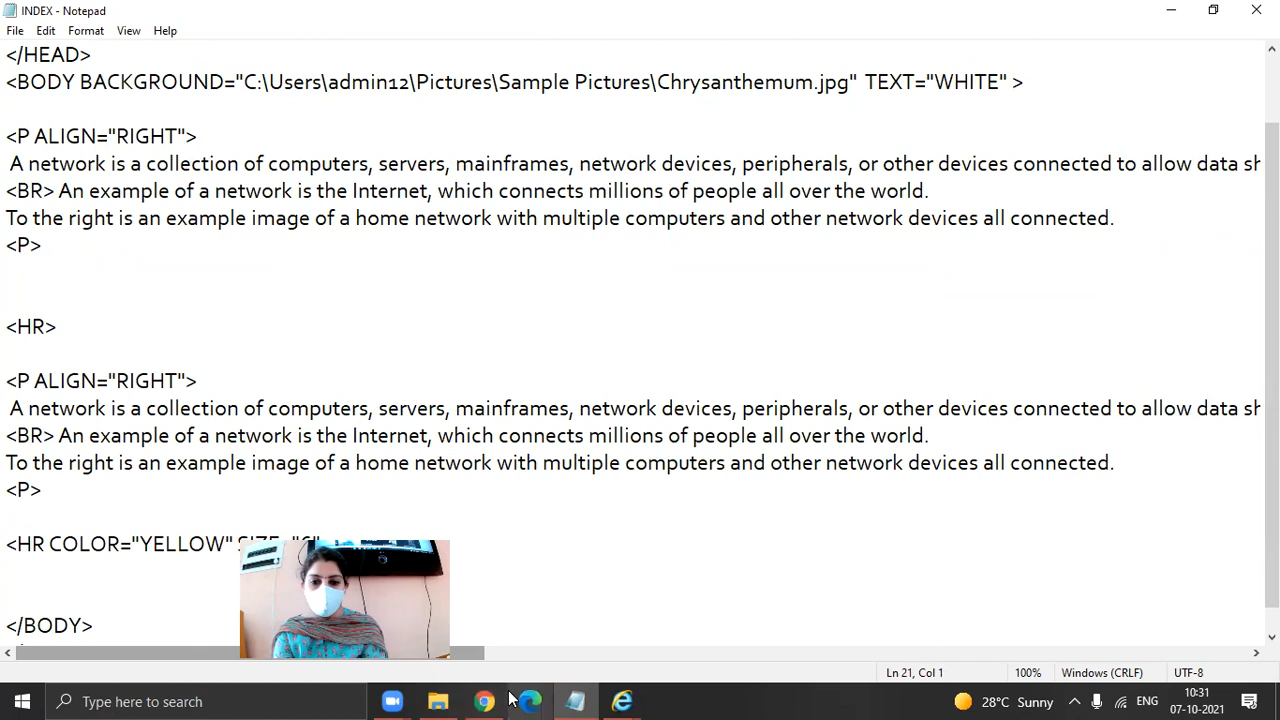 INDEX - Notepad
File Edit Format View Help
</HEAD>
<BODY BACKGROUND="C:\Users\admin12\Pictures\Sample Pictures\Chrysanthemum.jpg" TEXT="WHITE" >
<P ALIGN="RIGHT">
A network is a collection of computers, servers, mainframes, network devices, peripherals, or other devices connected to allow data sh
<BR> An example of a network is the Internet, which connects millions of people all over the world.
To the right is an example image of a home network with multiple computers and other network devices all connected.
<P>
<HR>
<P ALIGN="RIGHT">
A network is a collection of computers, servers, mainframes, network devices, peripherals, or other devices connected to allow data sh
<BR> An example of a network is the Internet, which connects millions of people all over the world.
To the right is an example image of a home network with multiple computers and other network devices all connected.
<P>
<HR COLOR="YELLOW"
</BODY>
Ln 21, Col 1 100% Windows (CRLF) UTF-8
Type here to search
28°C Sunny ENG 10:31
07-10-2021